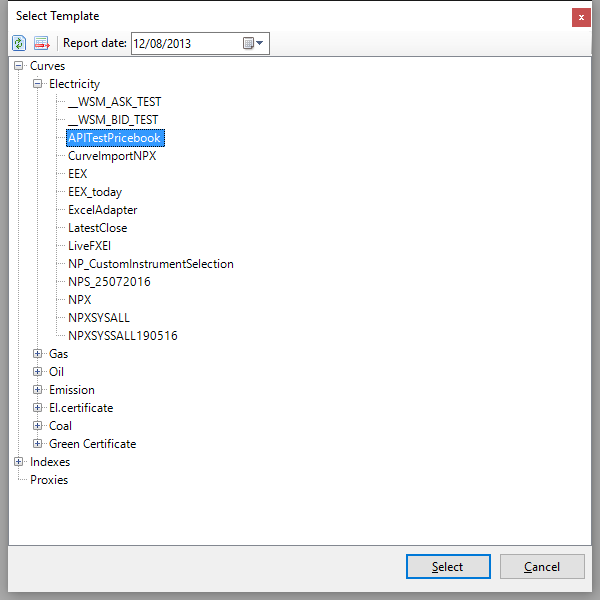 Select Template
x
Report date: 12/08/2013
Curves
Electricity
__WSM_ASK_TEST
__WSM_BID_TEST
APITestPricebook
CurveImportNPX
EEX
EEX_today
ExcelAdapter
LatestClose
LiveFXEI
NP_CustomInstrumentSelection
NPS_25072016
NPX
NPXSYSALL
NPXSYSSALL190516
Gas
Oil
Emission
El.certificate
Coal
Green Certificate
Indexes
Proxies
Select Cancel